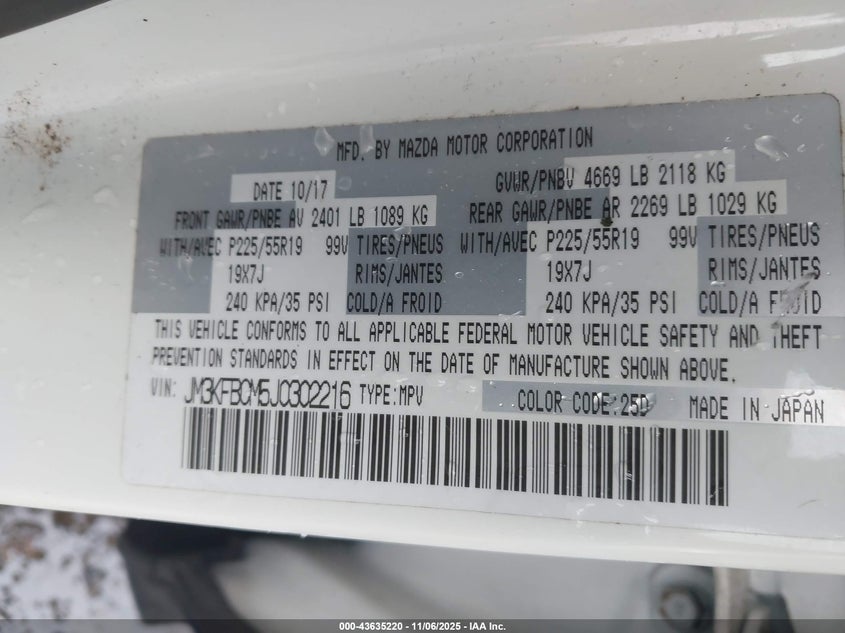 MFD. BY MAZDA MOTOR CORPORATION
DATE 10/17 GVWR/PNBV 4669 LB 2118 KG
FRONT GAWR/PNBE AV 2401 LB 1089 KG REAR GAWR/PNBE AR 2269 LB 1029 KG
WITH/AVEC P225/55R19 99V TIRES/PNEUS WITH/AVEC P225/55R19 99V TIRES/PNEUS
19X7J RIMS/JANTES 19X7J RIMS/JANTES
240 KPA/35 PSI COLD/A FROID 240 KPA/35 PSI COLD/A FROID
THIS VEHICLE CONFORMS TO ALL APPLICABLE FEDERAL MOTOR VEHICLE SAFETY AND THEFT
PREVENTION STANDARDS IN EFFECT ON THE DATE OF MANUFACTURE SHOWN ABOVE.
VIN: JM3KFBCM5J0302216 TYPE:MPV COLOR CODE:25D MADE IN JAPAN
000-43635220 - 11/06/2025 - IAA Inc.